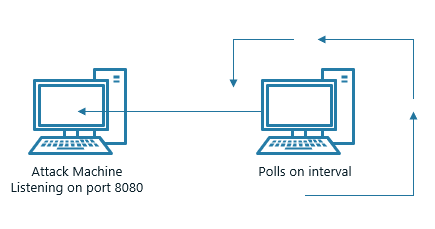 Attack Machine
Listening on port 8080
Polls on interval